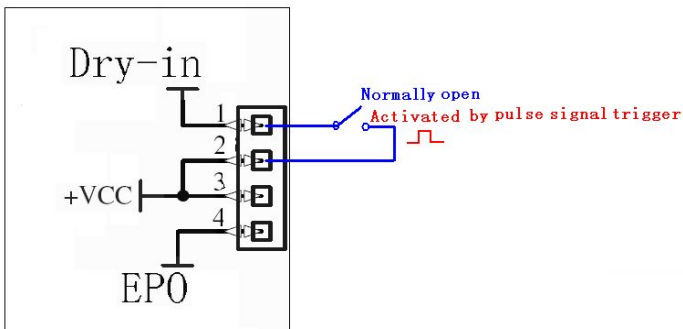 Dry-in
Normally open
1
Activated by pulse signal trigger
2
+VCC
3
4
EPO